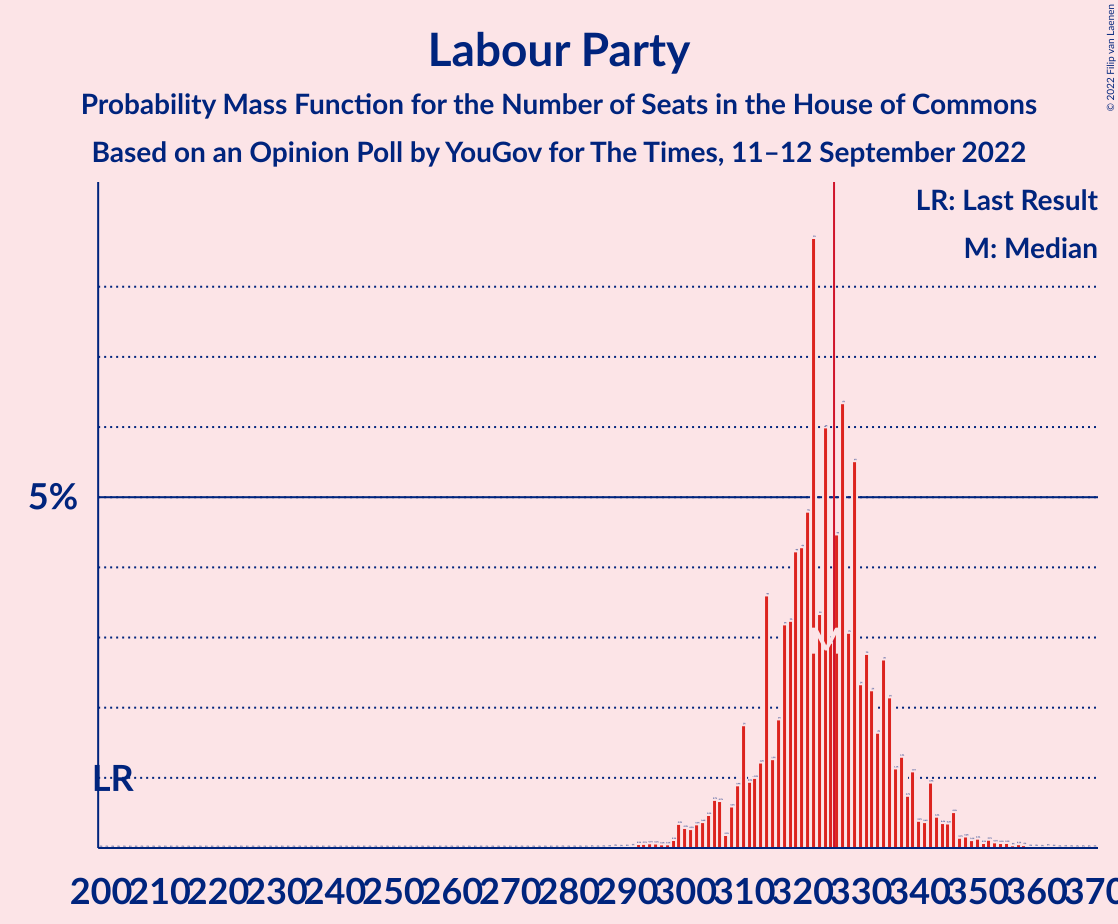 Labour Party
Probability Mass Function for the Number of Seats in the House of Commons
Based on an Opinion Poll by YouGov for The Times, 11–12 September 2022
© 2022 Filip van Laenen
LR: Last Result
M: Median
5%
M
LR
200 210 220 230 240 250 260 270 280 290 300 310 320 330 340 350 360 370